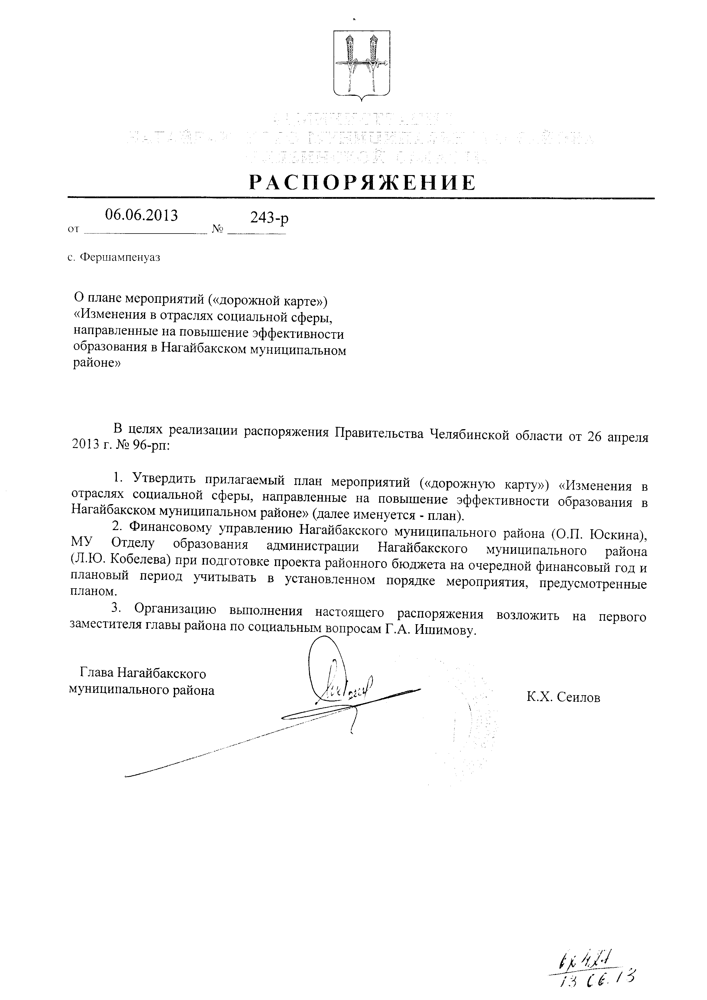 АДМИНИСТРАЦИЯ
НАГАЙБАКСКОГО МУНИЦИПАЛЬНОГО РАЙОНА
ЧЕЛЯБИНСКОЙ ОБЛАСТИ
РАСПОРЯЖЕНИЕ
06.06.2013 243-р
от № 
с. Фершампенуаз
О плане мероприятий («дорожной карте»)
«Изменения в отраслях социальной сферы,
направленные на повышение эффективности
образования в Нагайбакском муниципальном
районе»
В целях реализации распоряжения Правительства Челябинской области от 26 апреля
2013 г. № 96-рп:
1. Утвердить прилагаемый план мероприятий («дорожную карту») «Изменения в
отраслях социальной сферы, направленные на повышение эффективности образования в
Нагайбакском муниципальном районе» (далее именуется - план).
2. Финансовому управлению Нагайбакского муниципального района (О.П. Юскина),
МУ Отделу образования администрации Нагайбакского муниципального района
(Л.Ю. Кобелева) при подготовке проекта районного бюджета на очередной финансовый год и
плановый период учитывать в установленном порядке мероприятия, предусмотренные
планом.
3. Организацию выполнения настоящего распоряжения возложить на первого
заместителя главы района по социальным вопросам Г.А. Ишимову.
Глава Нагайбакского
муниципального района
К.Х. Сеилов
13 06.13